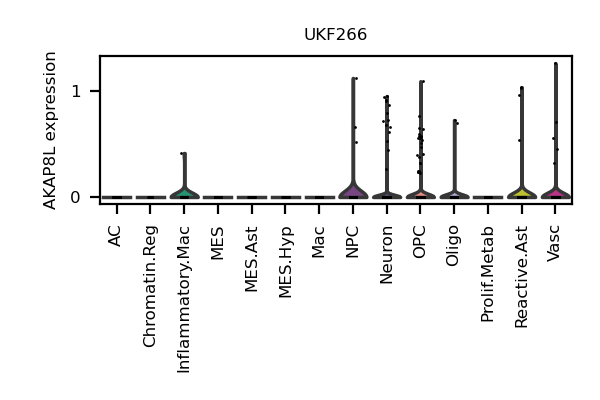 UKF266
AKAP8L expression
1
0
AC
Chromatin.Reg
Inflammatory.Mac
MES
MES.Ast
MES.Hyp
Mac
NPC
Neuron
OPC
Oligo
Prolif.Metab
Reactive.Ast
Vasc